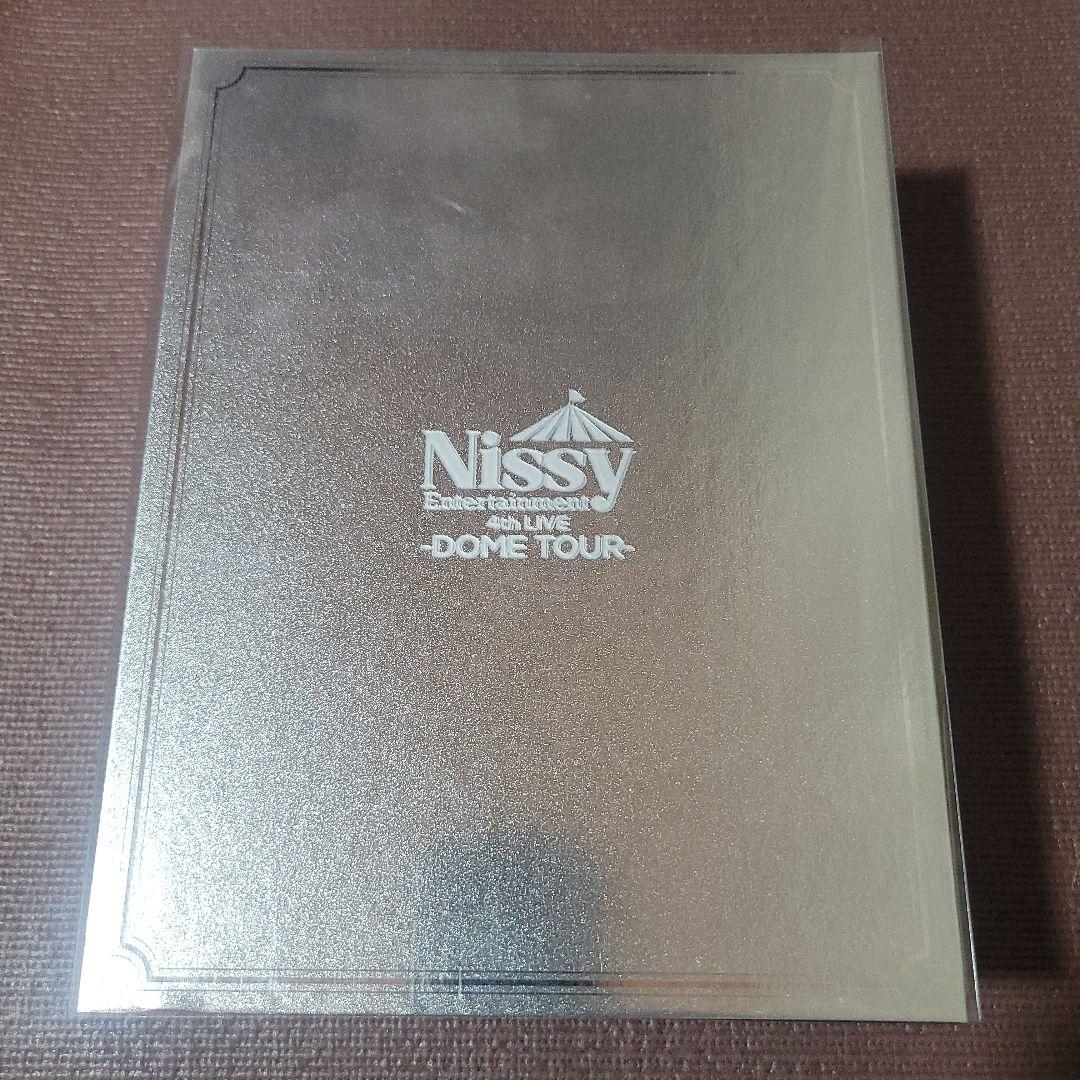 Nissy
Entertainment
4th LIVE
-DOME TOUR-